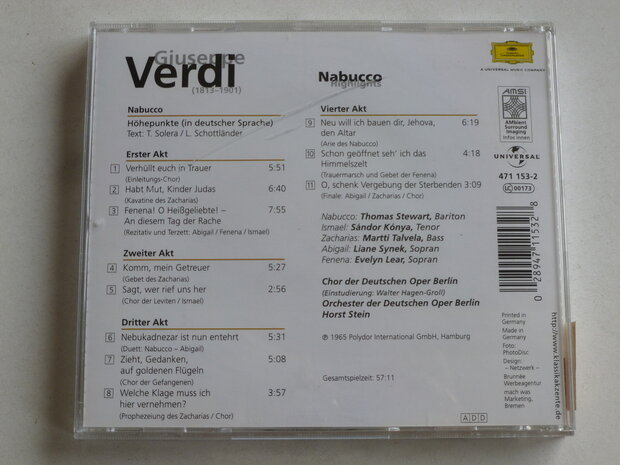 Giuseppe
Verdi
(1813–1901)
Nabucco
Höhepunkte (in deutscher Sprache)
Text: T. Solera / L. Schottländer
Erster Akt
1 Verhüllt euch in Trauer 5:51
(Einleitungs-Chor)
2 Habt Mut, Kinder Judas 6:40
(Kavatine des Zacharias)
3 Fenena! O Heißgeliebte! – 7:55
An diesem Tag der Rache
(Rezitativ und Terzett: Abigail / Fenena / Ismael)
Zweiter Akt
4 Komm, mein Getreuer 5:27
(Gebet des Zacharias)
5 Sagt, wer rief uns her 2:56
(Chor der Leviten / Ismael)
Dritter Akt
6 Nebukadnezar ist nun entehrt 5:31
(Duett: Nabucco – Abigail)
7 Zieht, Gedanken, 5:08
auf goldenen Flügeln
(Chor der Gefangenen)
8 Welche Klage muss ich 3:57
hier vernehmen?
(Prophezeiung des Zacharias / Chor)
Nabucco
Highlights
Vierter Akt
9 Neu will ich bauen dir, Jehova, 6:19
den Altar
(Arie des Nabucco)
10 Schon geöffnet seh' ich das 4:18
Himmelszelt
(Trauermarsch und Gebet der Fenena)
11 O, schenk Vergebung der Sterbenden 3:09
(Finale: Abigail / Zacharias / Chor)
Nabucco: Thomas Stewart, Bariton
Ismael: Sándor Kónya, Tenor
Zacharias: Martti Talvela, Bass
Abigail: Liane Synek, Sopran
Fenena: Evelyn Lear, Sopran
Chor der Deutschen Oper Berlin
(Einstudierung: Walter Hagen-Groll)
Orchester der Deutschen Oper Berlin
Horst Stein
℗ 1965 Polydor International GmbH, Hamburg
Gesamtspielzeit: 57:11
ADD
A UNIVERSAL MUSIC COMPANY
AMSI
AMbient
Surround
Imaging
Infos innen
UNIVERSAL
471 153-2
LC 00173
0 28947 11532 8
Printed in
Germany
Made in
Germany
Foto:
PhotoDisc
Design:
– Netzwerk –
Brünnée
Werbeagentur
mach was
Marketing,
Bremen
http://www.klassikakzente.de